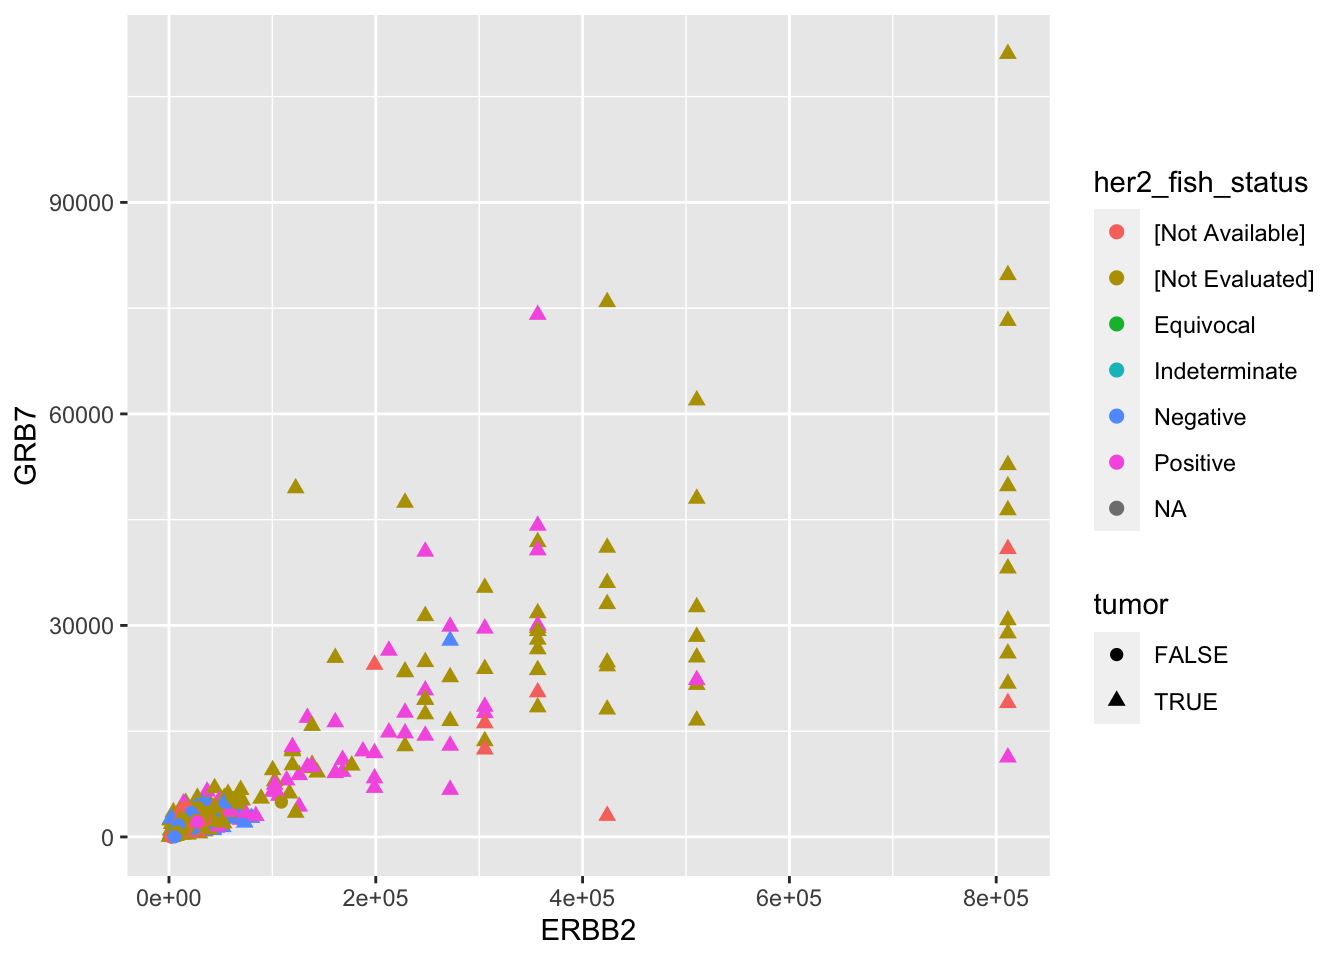 90000
60000
30000
0
GRB7
0e+00
2e+05
4e+05
6e+05
8e+05
ERBB2
her2_fish_status
[Not Available]
[Not Evaluated]
Equivocal
Indeterminate
Negative
Positive
NA
tumor
FALSE
TRUE